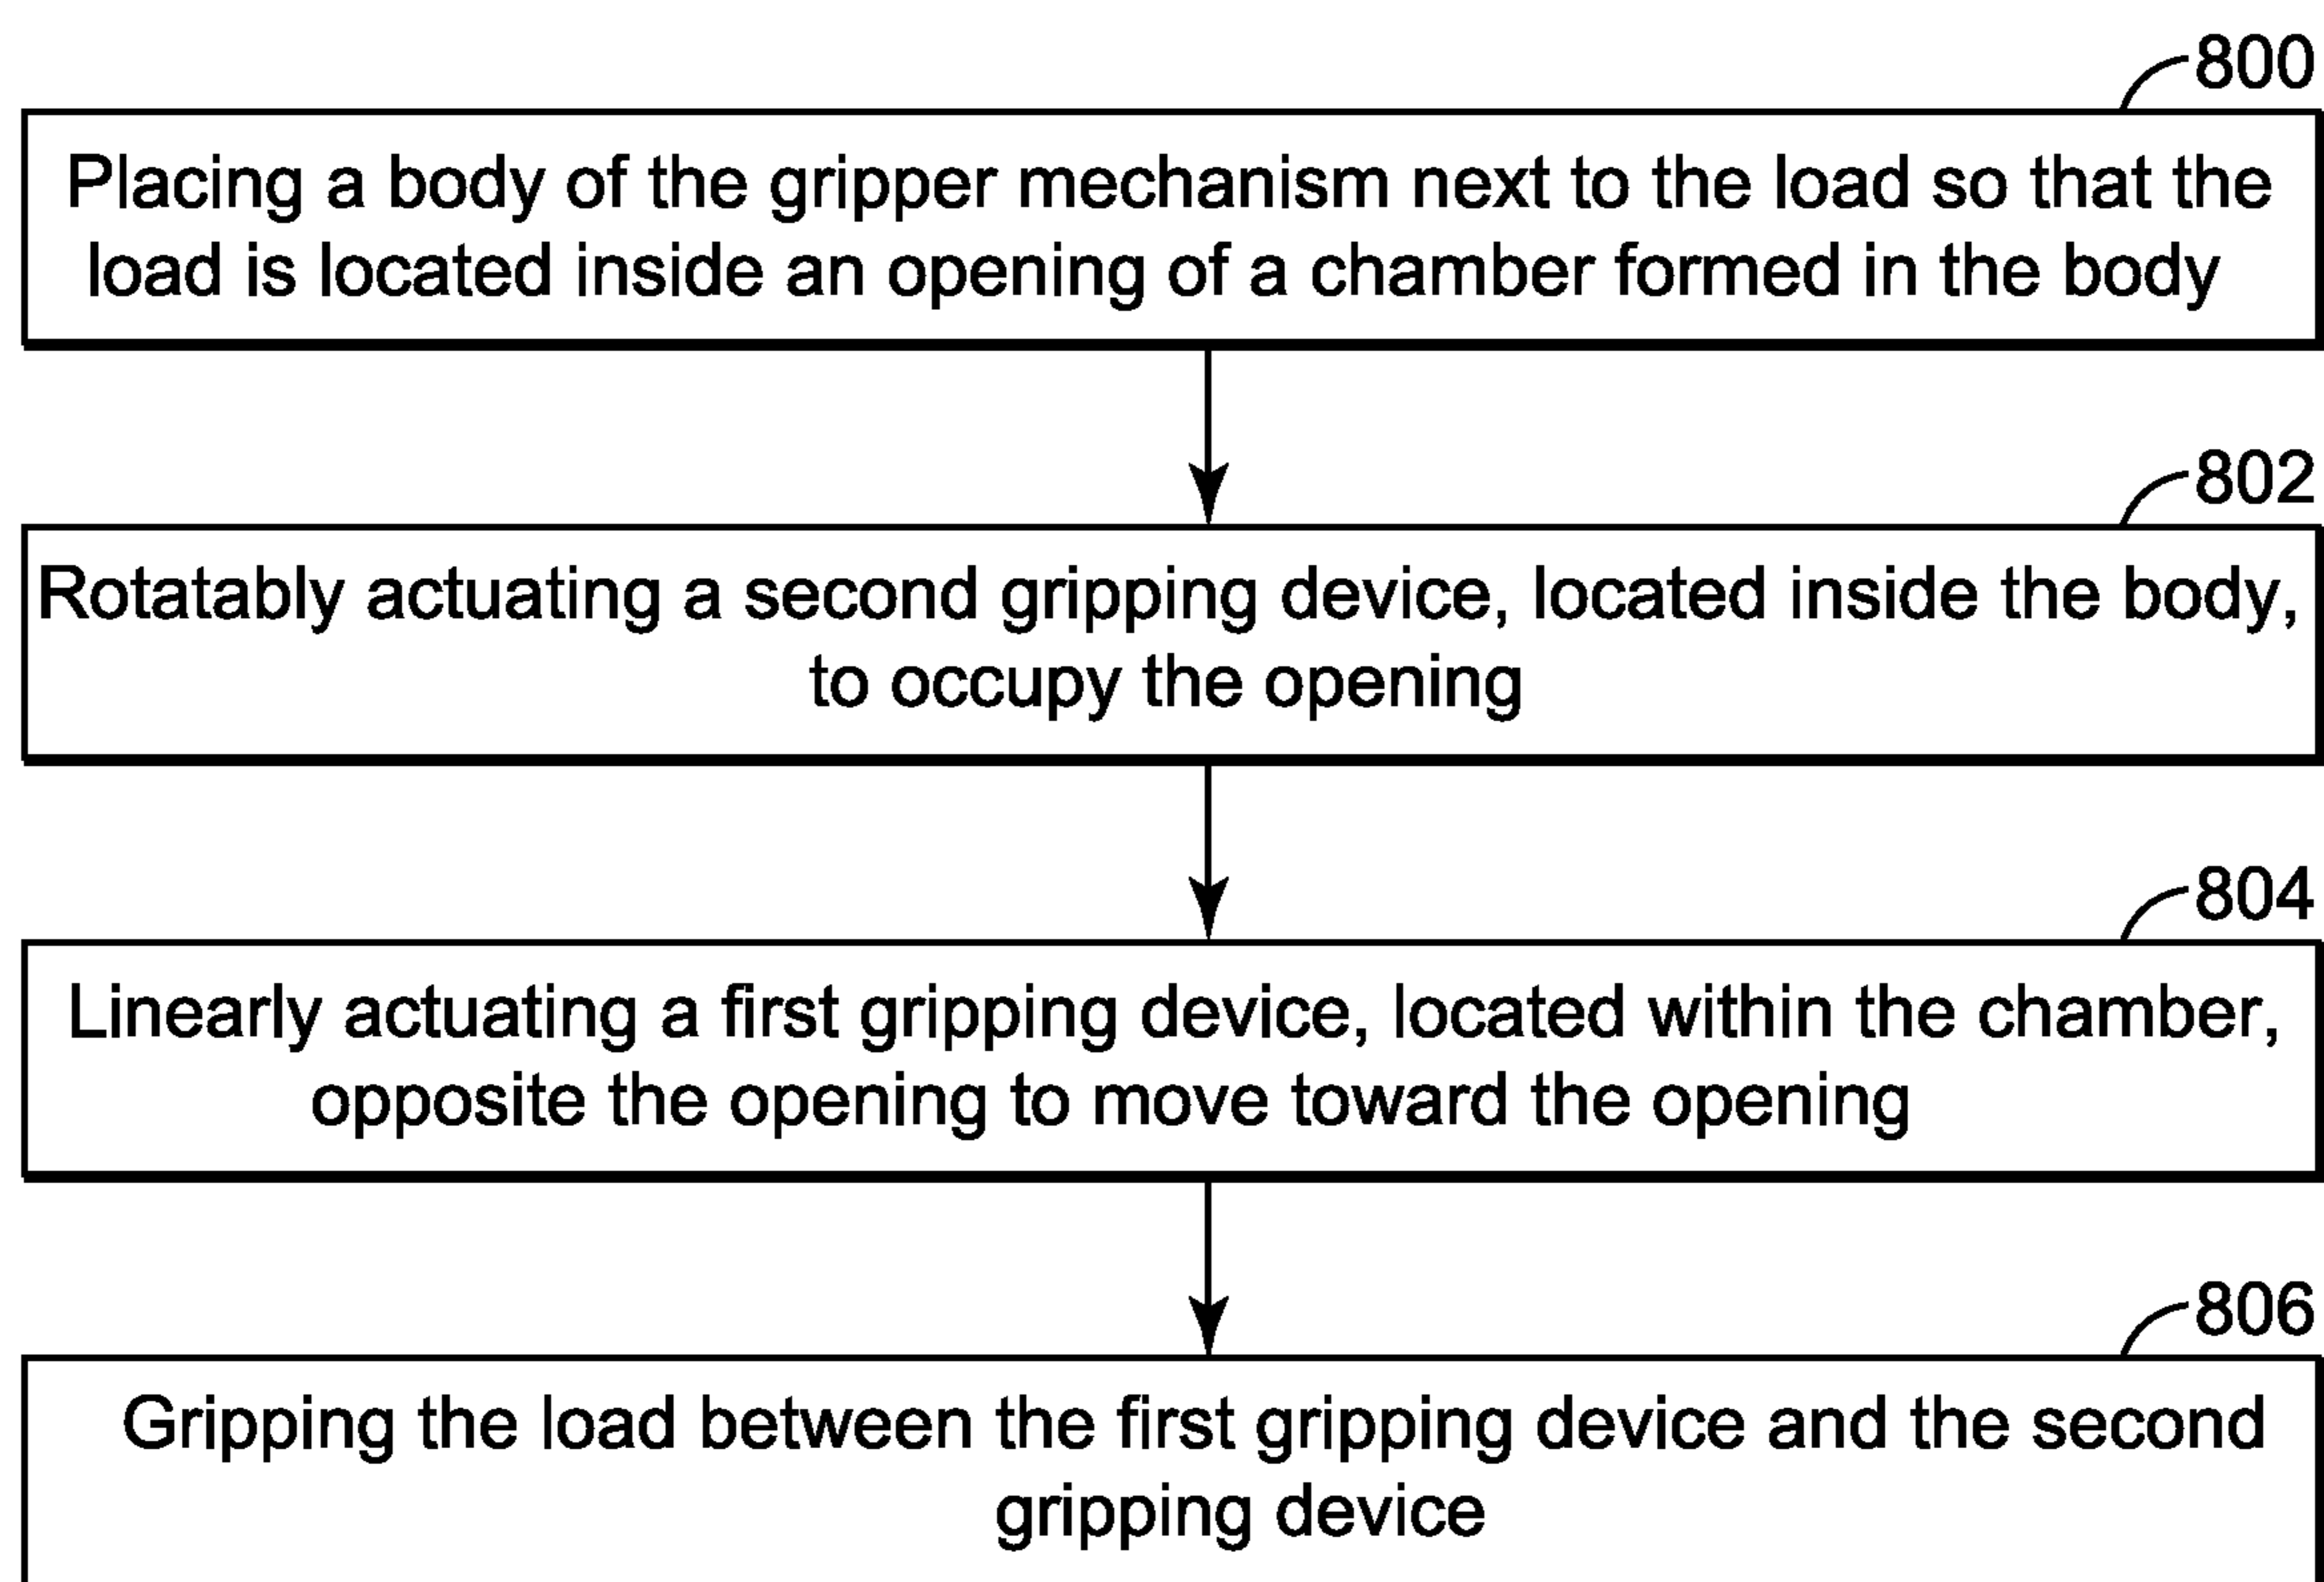 800
Placing a body of the gripper mechanism next to the load so that the
load is located inside an opening of a chamber formed in the body
802
Rotatably actuating a second gripping device, located inside the body,
to occupy the opening
804
Linearly actuating a first gripping device, located within the chamber,
opposite the opening to move toward the opening
806
Gripping the load between the first gripping device and the second
gripping device